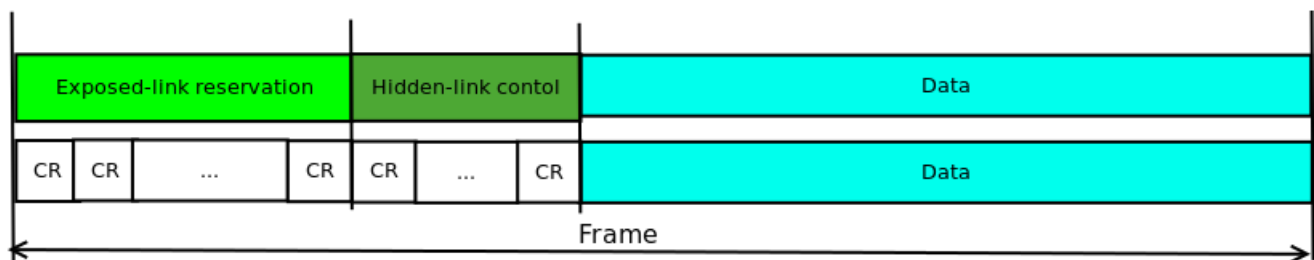 Exposed-link reservation Hidden-link contol Data
CR CR ... CR CR ... CR Data
Frame